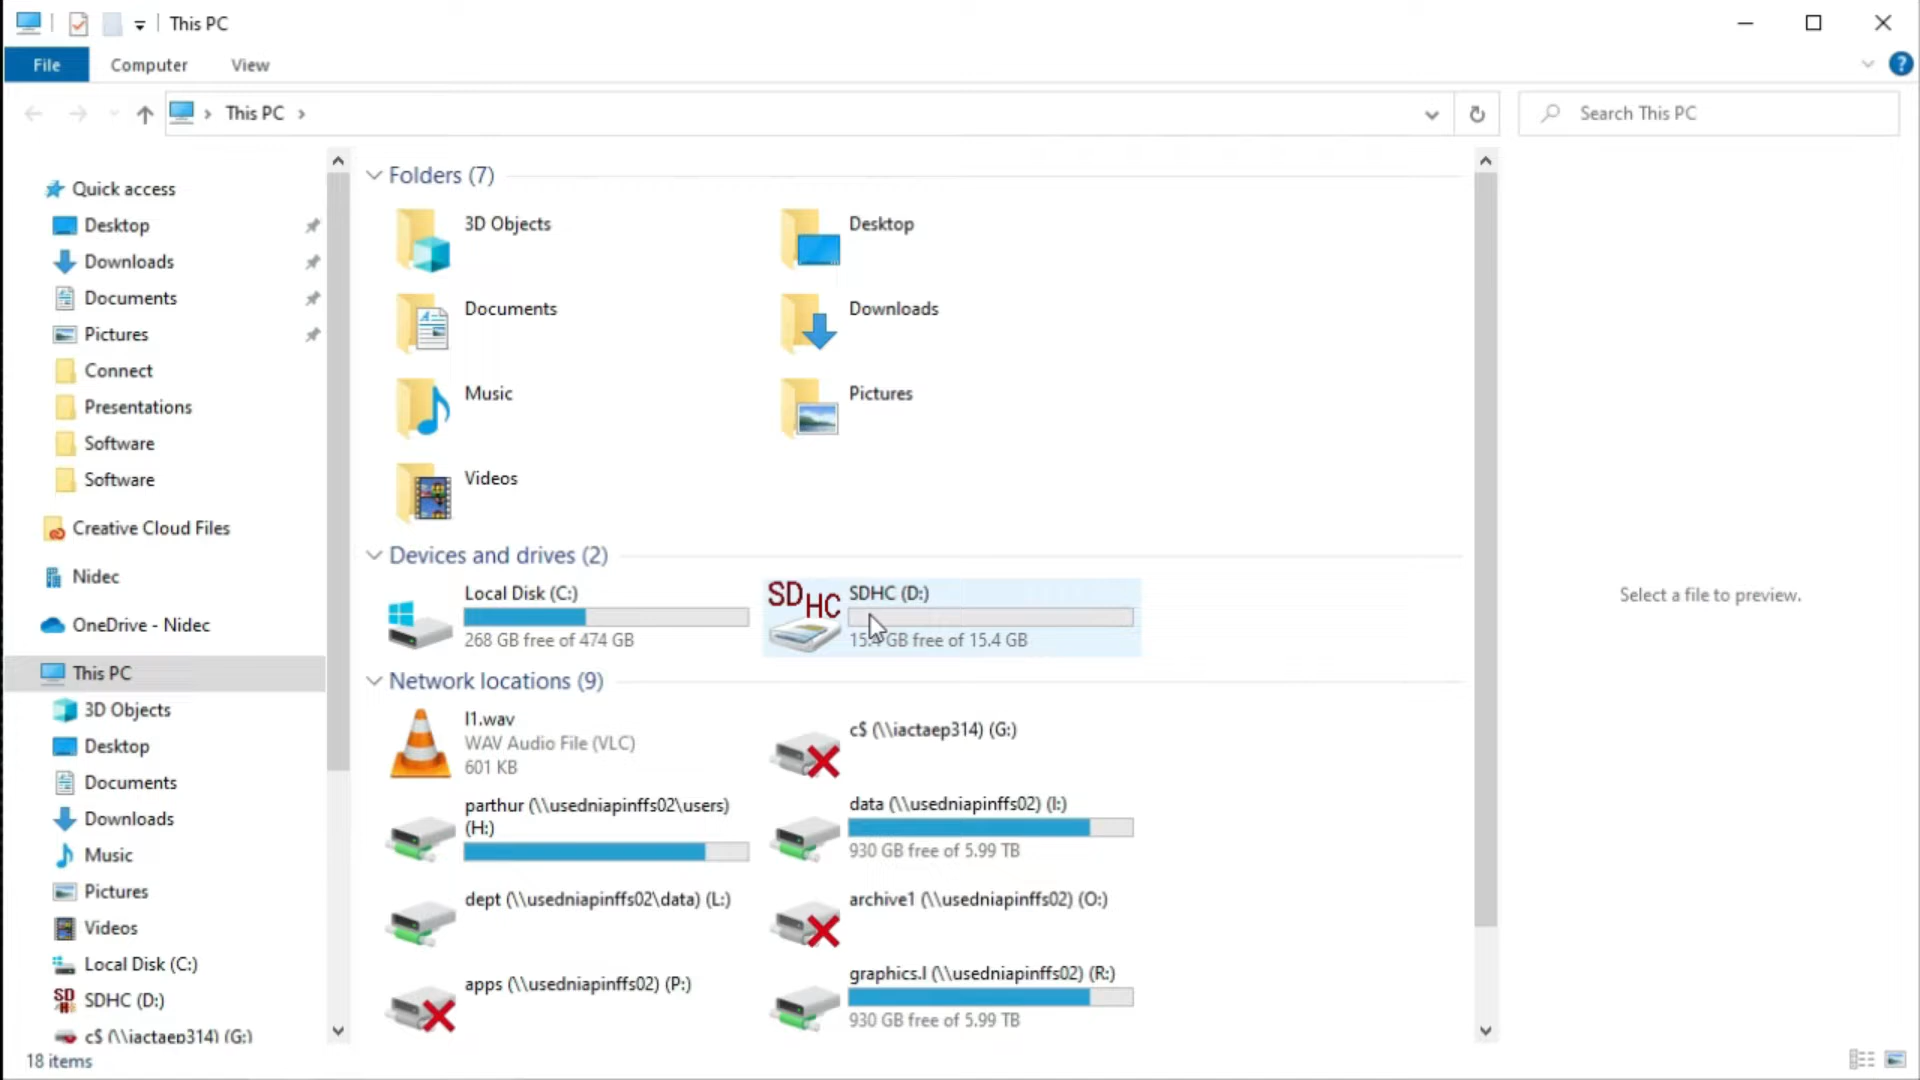 This PC
File
Computer
View
?
This PC
Search This PC
Quick access
Desktop
Downloads
Documents
Pictures
Connect
Presentations
Software
Software
Creative Cloud Files
Nidec
OneDrive - Nidec
This PC
3D Objects
Desktop
Documents
Downloads
Music
Pictures
Videos
Local Disk (C:)
SD
SDHC (D:)
c$ (\\iactaep314) (G:)
Folders (7)
3D Objects
Desktop
Documents
Downloads
Music
Pictures
Videos
Devices and drives (2)
Local Disk (C:)
268 GB free of 474 GB
SDHC
SDHC (D:)
15.4 GB free of 15.4 GB
Network locations (9)
l1.wav
WAV Audio File (VLC)
601 KB
c$ (\\iactaep314) (G:)
parthur (\\usedniapinffs02\users)
(H:)
data (\\usedniapinffs02) (I:)
930 GB free of 5.99 TB
dept (\\usedniapinffs02\data) (L:)
archive1 (\\usedniapinffs02) (O:)
apps (\\usedniapinffs02) (P:)
graphics.l (\\usedniapinffs02) (R:)
930 GB free of 5.99 TB
Select a file to preview.
18 items